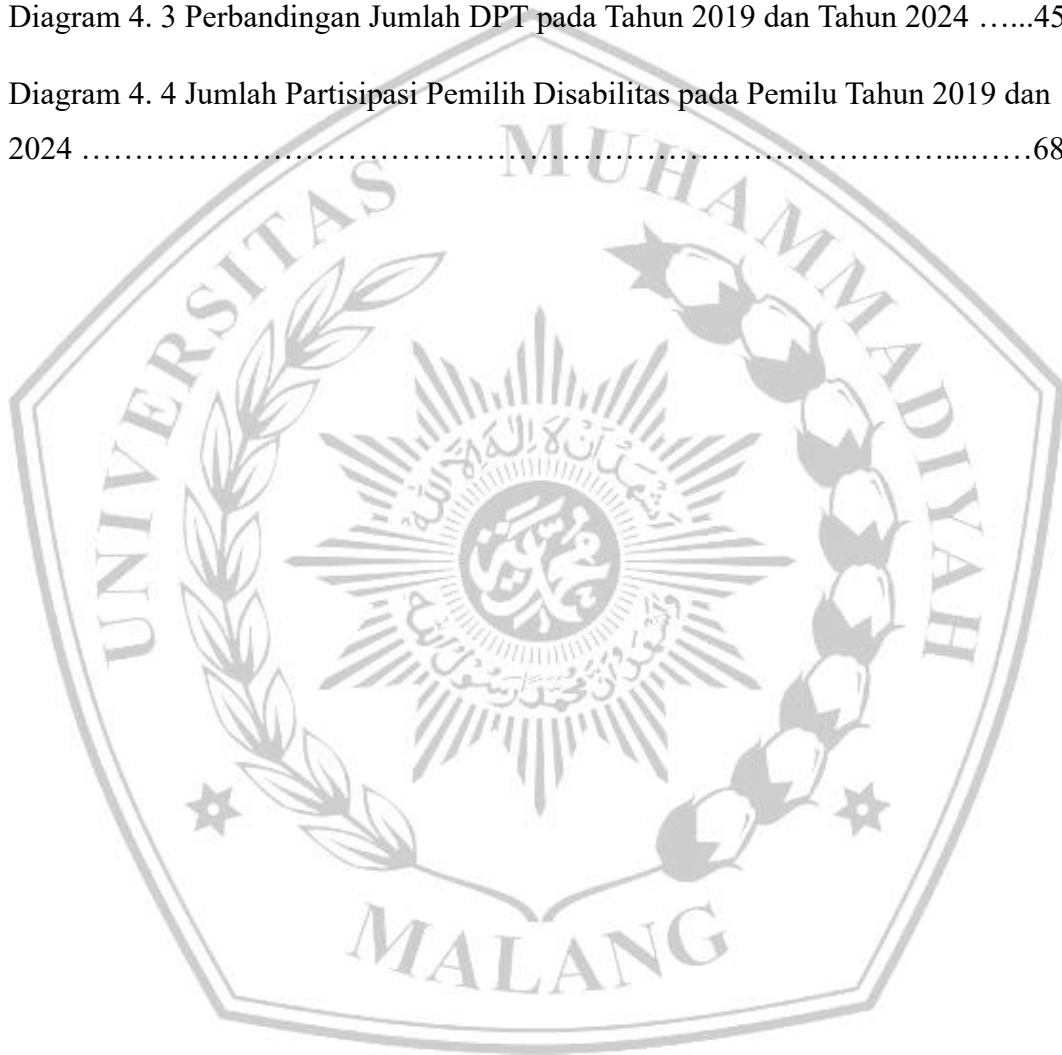 Diagram 4. 3 Perbandingan Jumlah DPT pada Tahun 2019 dan Tahun 2024 …...45
Diagram 4. 4 Jumlah Partisipasi Pemilih Disabilitas pada Pemilu Tahun 2019 dan
2024 ………………………………………………………………………...……68
UNIVERSITAS MUHAMMADIYAH
MALANG